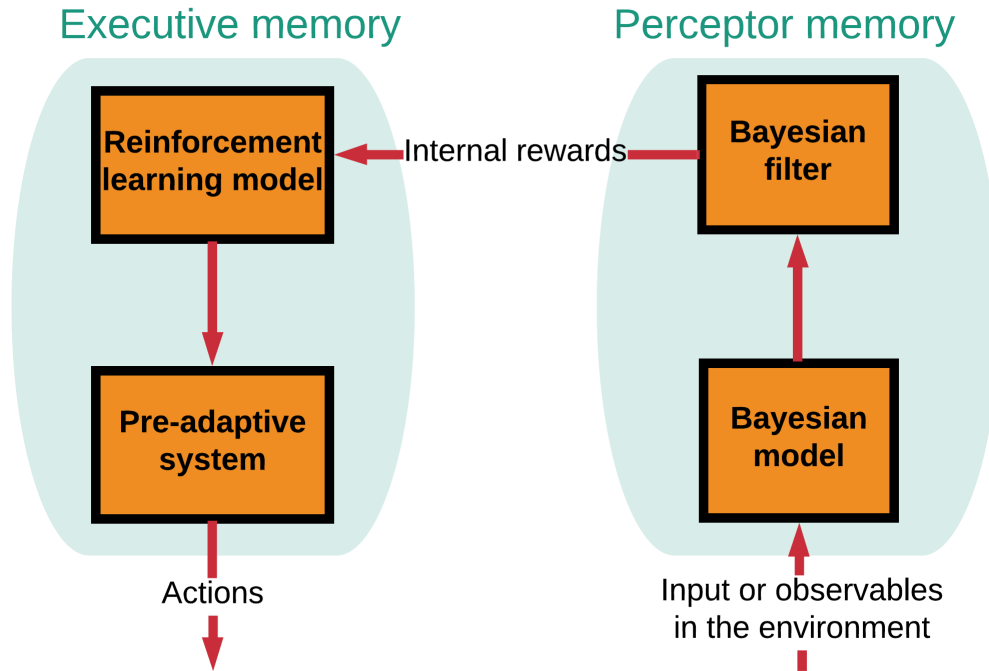 Executive memory
Perceptor memory
Reinforcement
learning model
Internal rewards
Bayesian
filter
Pre-adaptive
system
Bayesian
model
Actions
Input or observables
in the environment